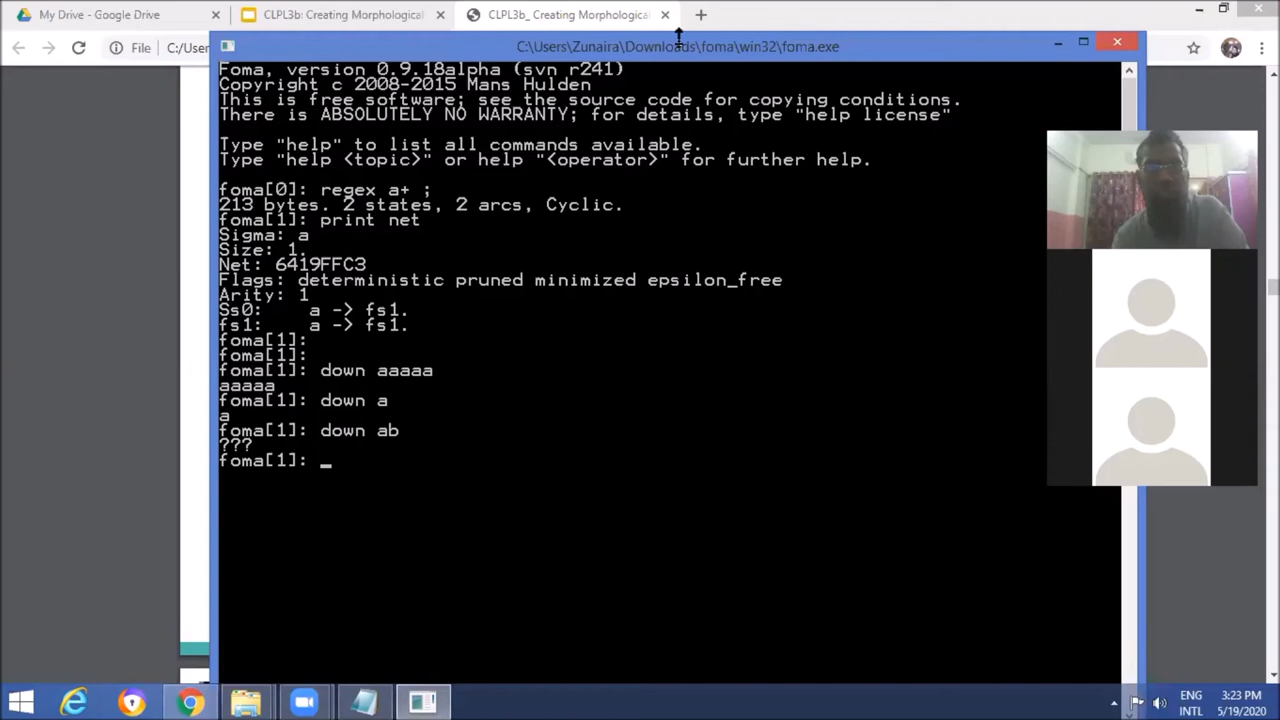 My Drive - Google Drive
CLPL3b: Creating Morphological
CLPL3b_ Creating Morphological
File
C:/Users
C:\Users\Zunaira\Downloads\foma\win32\foma.exe
Foma, version 0.9.18alpha (svn r241)
Copyright c 2008-2015 Mans Hulden
This is free software; see the source code for copying conditions.
There is ABSOLUTELY NO WARRANTY; for details, type "help license"
Type "help" to list all commands available.
Type "help <topic>" or help "<operator>" for further help.
foma[0]: regex a+ ;
213 bytes. 2 states, 2 arcs, Cyclic.
foma[1]: print net
Sigma: a
Size: 1.
Net: 6419FFC3
Flags: deterministic pruned minimized epsilon_free
Arity: 1
Ss0: a -> fs1.
fs1: a -> fs1.
foma[1]:
foma[1]:
foma[1]: down aaaaa
aaaaa
foma[1]: down a
a
foma[1]: down ab
???
foma[1]: _
ENG
INTL
3:23 PM
5/19/2020